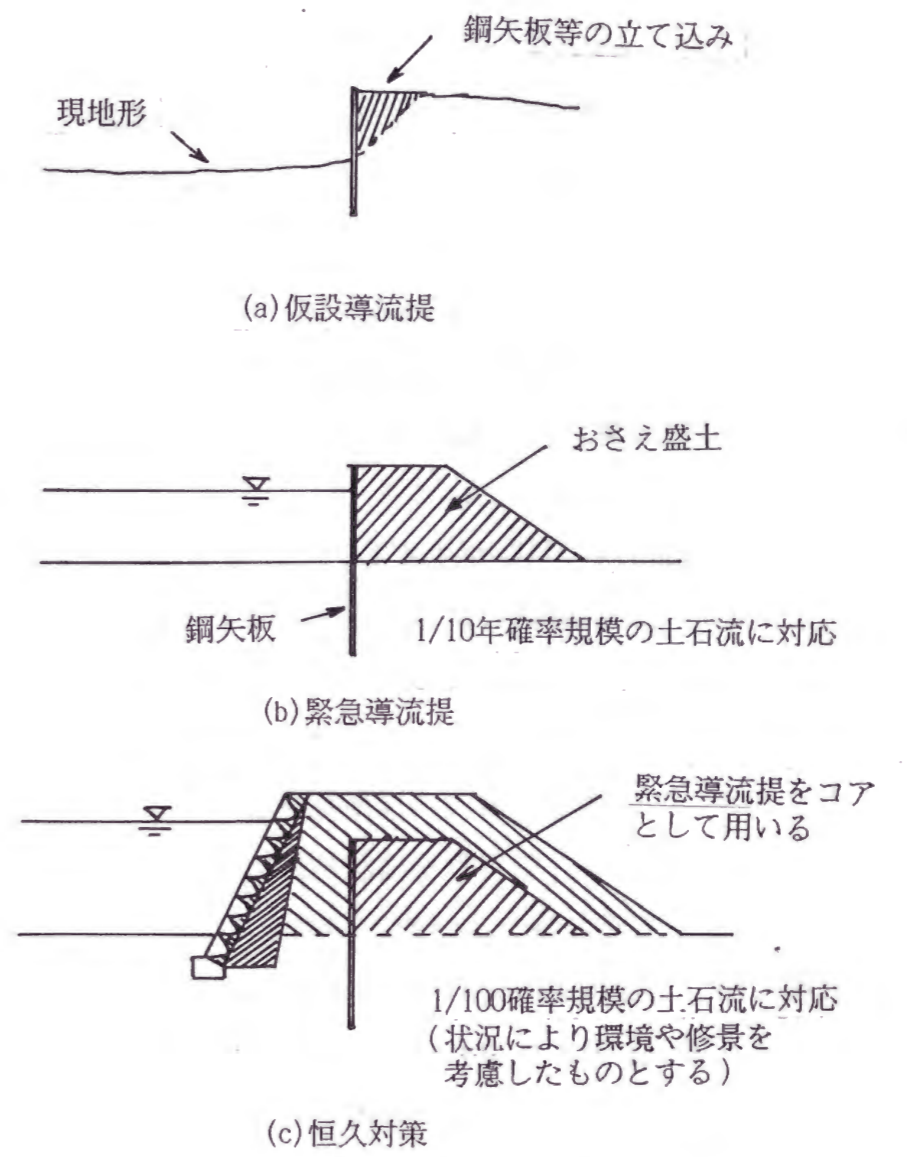 鋼矢板等の立て込み
現地形
(a)仮設導流提
おさえ盛土
鋼矢板
1/10年確率規模の土石流に対応
(b)緊急導流提
緊急導流提をコア
として用いる
1/100確率規模の土石流に対応
(状況により環境や修景を
考慮したものとする)
(c)恒久対策